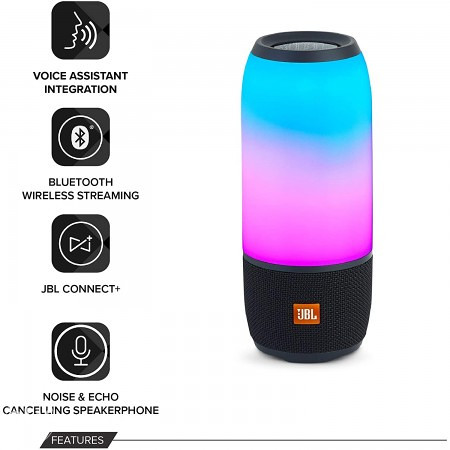 VOICE ASSISTANT
INTEGRATION
BLUETOOTH
WIRELESS STREAMING
JBL CONNECT+
NOISE & ECHO
CANCELLING SPEAKERPHONE
JBL
FEATURES